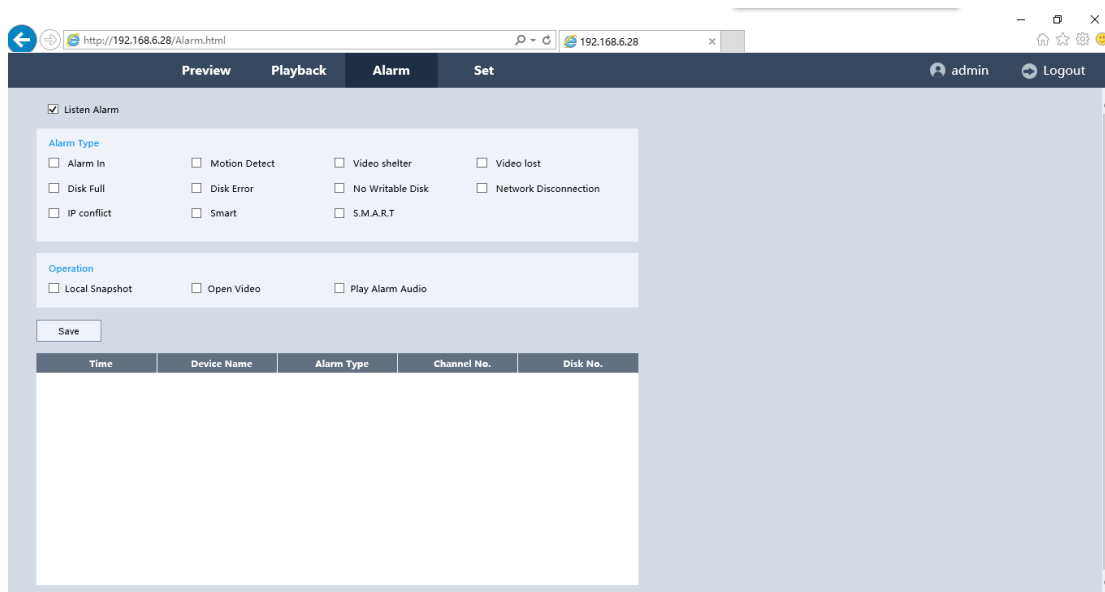 http://192.168.6.28/Alarm.html 192.168.6.28
Preview Playback Alarm Set admin Logout
Listen Alarm
Alarm Type
Alarm In Motion Detect Video shelter Video lost
Disk Full Disk Error No Writable Disk Network Disconnection
IP conflict Smart S.M.A.R.T
Operation
Local Snapshot Open Video Play Alarm Audio
Save
Time Device Name Alarm Type Channel No. Disk No.